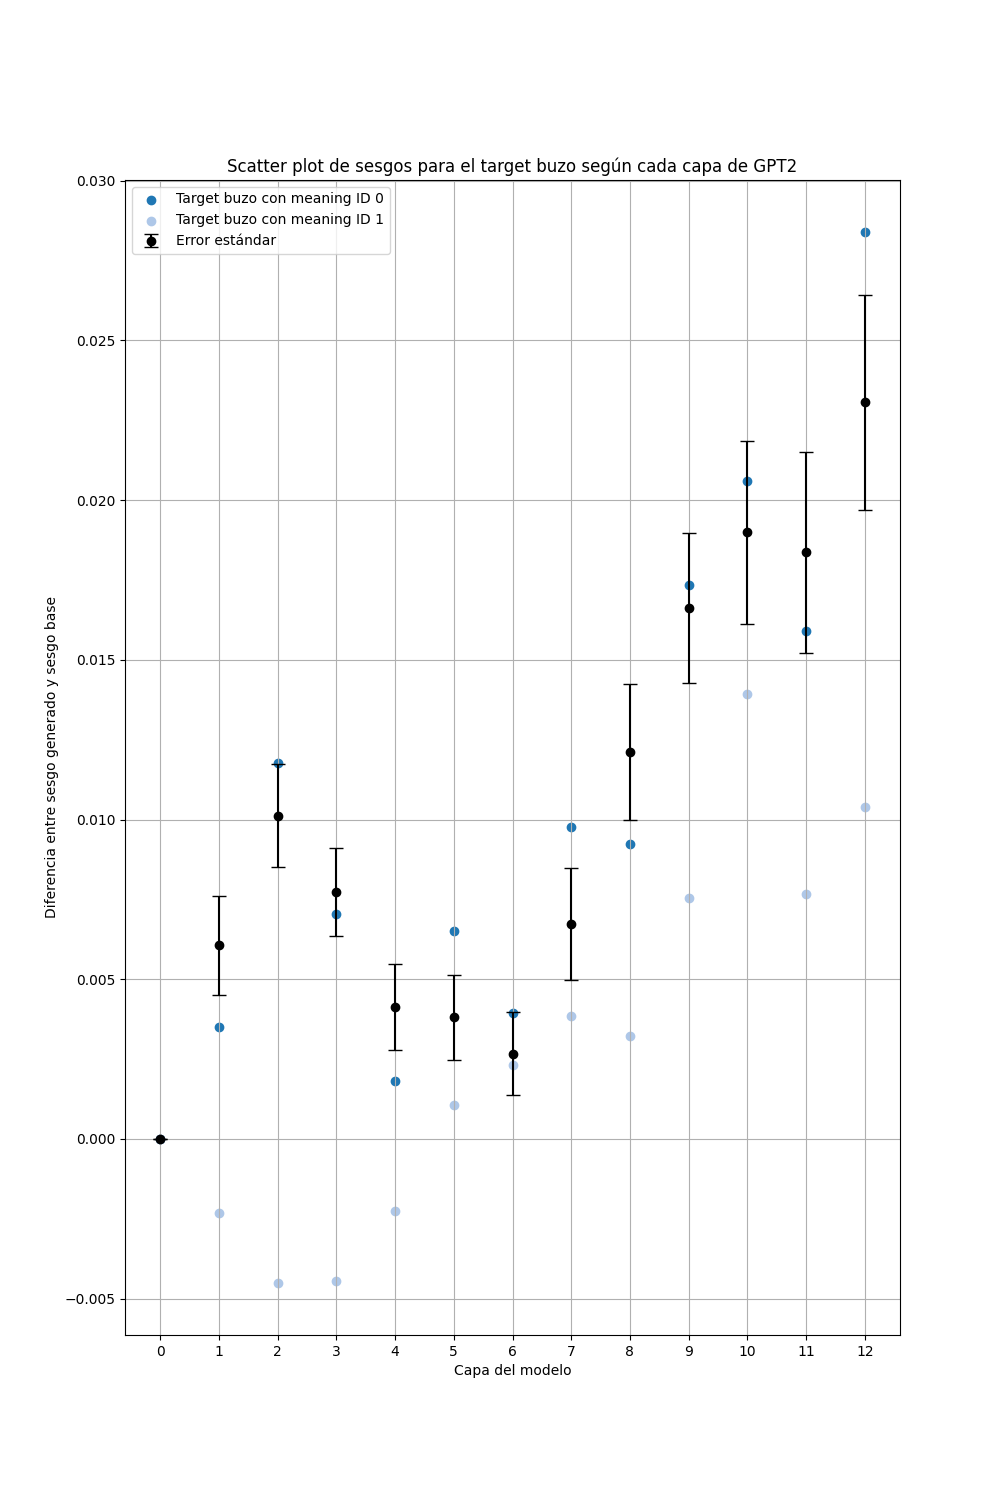 Scatter plot de sesgos para el target buzo según cada capa de GPT2
Target buzo con meaning ID 0
Target buzo con meaning ID 1
Error estándar
0.030
0.025
0.020
0.015
0.010
0.005
0.000
−0.005
Diferencia entre sesgo generado y sesgo base
0 1 2 3 4 5 6 7 8 9 10 11 12
Capa del modelo